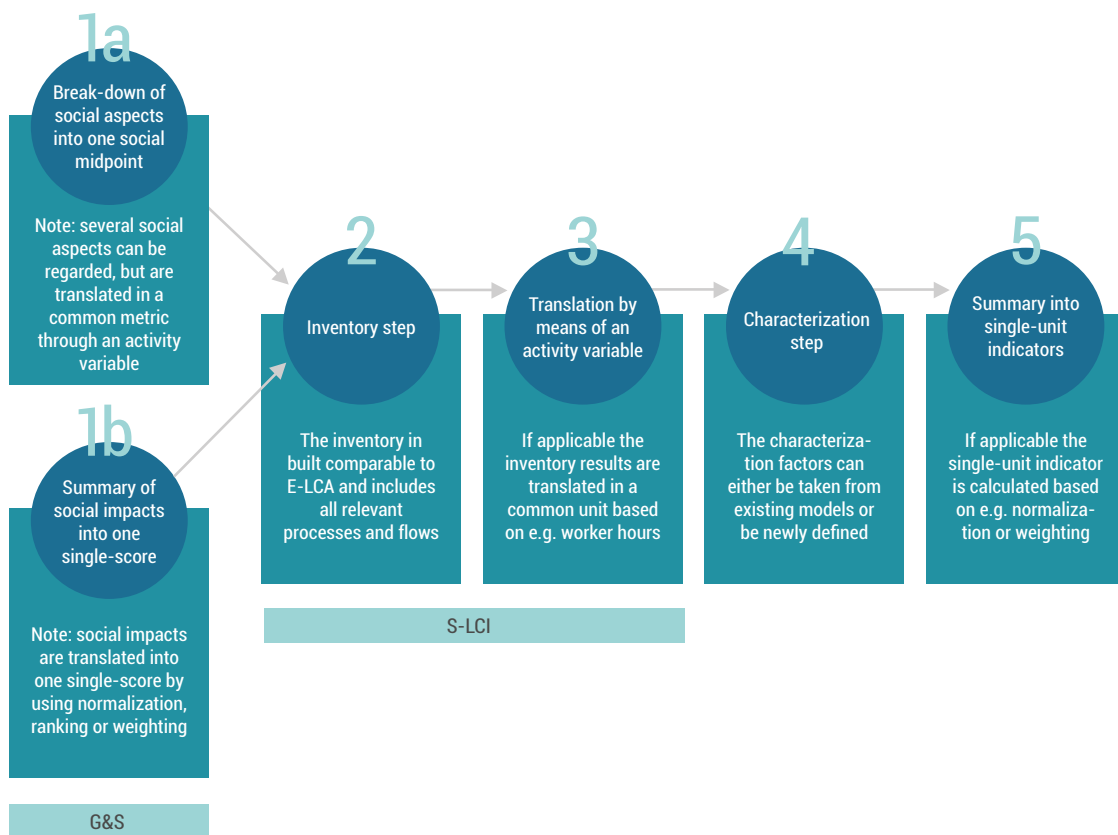 1a
Break-down of
social aspects
into one social
midpoint
Note: several social
aspects can be
regarded, but are
translated in a
common metric
through an activity
variable
1b
Summary of
social impacts
into one
single-score
Note: social impacts
are translated into
one single-score by
using normalization,
ranking or weighting
G&S
2
Inventory step
The inventory in
built comparable to
E-LCA and includes
all relevant
processes and flows
3
Translation by
means of an
activity variable
If applicable the
inventory results are
translated in a
common unit based
on e.g. worker hours
S-LCI
4
Characterization
step
The characteriza-
tion factors can
either be taken from
existing models or
be newly defined
5
Summary into
single-unit
indicators
If applicable the
single-unit indicator
is calculated based
on e.g. normaliza-
tion or weighting